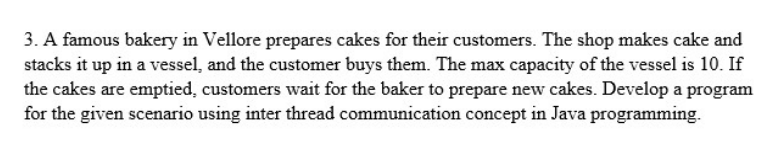 3. A famous bakery in Vellore prepares cakes for their customers. The shop makes cake and
stacks it up in a vessel, and the customer buys them. The max capacity of the vessel is 10. If
the cakes are emptied, customers wait for the baker to prepare new cakes. Develop a program
for the given scenario using inter thread communication concept in Java programming.